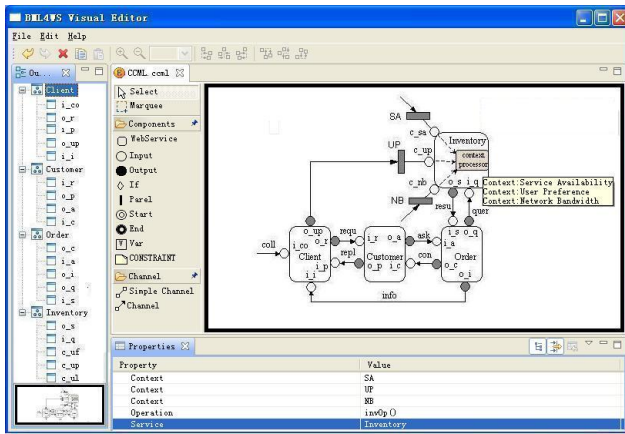 BML4WS Visual Editor
File Edit Help
Ou...
Client
i_co
o_r
i_p
o_up
i_i
Customer
i_r
o_p
o_a
i_c
Order
o_c
i_a
o_i
o_q
i_s
Inventory
o_s
i_q
c_uf
c_up
c_ul
CCML ccml
Select
Marquee
Components
WebService
Input
Output
If
Parel
Start
End
Var
CONSTRAINT
Channel
Simple Channel
Channel
SA
c_sa
UP
c_up
Inventory
context
processor
c_nb
o_s i_q
NB
Context:Service Availability
Context:User Preference
Context:Network Bandwidth
resu
quer
o_up
o_r
requ
i_r o_a
ask
i_s o_q
i_a
coll
i_co
Client
Customer
Order
i_p
repl
o_p i_c
con
o_c
i_i
o_i
info
Properties
Property Value
Context SA
Context UP
Context NB
Operation invOp()
Service Inventory